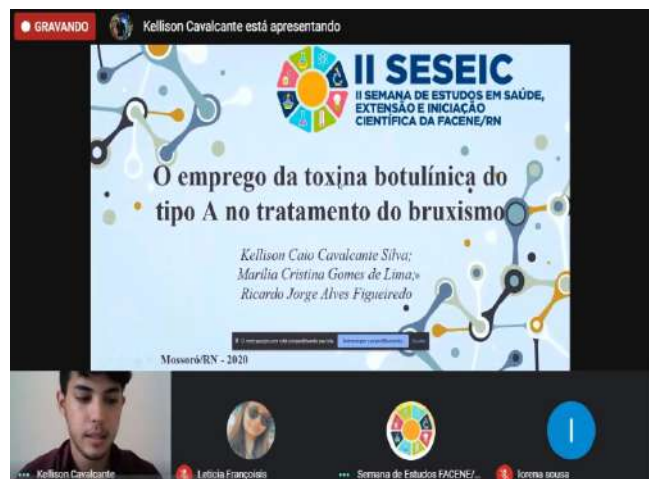 GRAVANDO
Kellison Cavalcante está apresentando
II SESEIC
II SEMANA DE ESTUDOS EM SAÚDE,
EXTENSÃO E INICIAÇÃO
CIENTÍFICA DA FACENE/RN
O emprego da toxina botulínica do
tipo A no tratamento do bruxismo
Kellison Caio Cavalcante Silva;
Marília Cristina Gomes de Lima;
Ricardo Jorge Alves Figueiredo
Mossoró/RN - 2020
Kellison Cavalcante
Leticia Françoisis
Semana de Estudos FACENE/...
l
lorena sousa